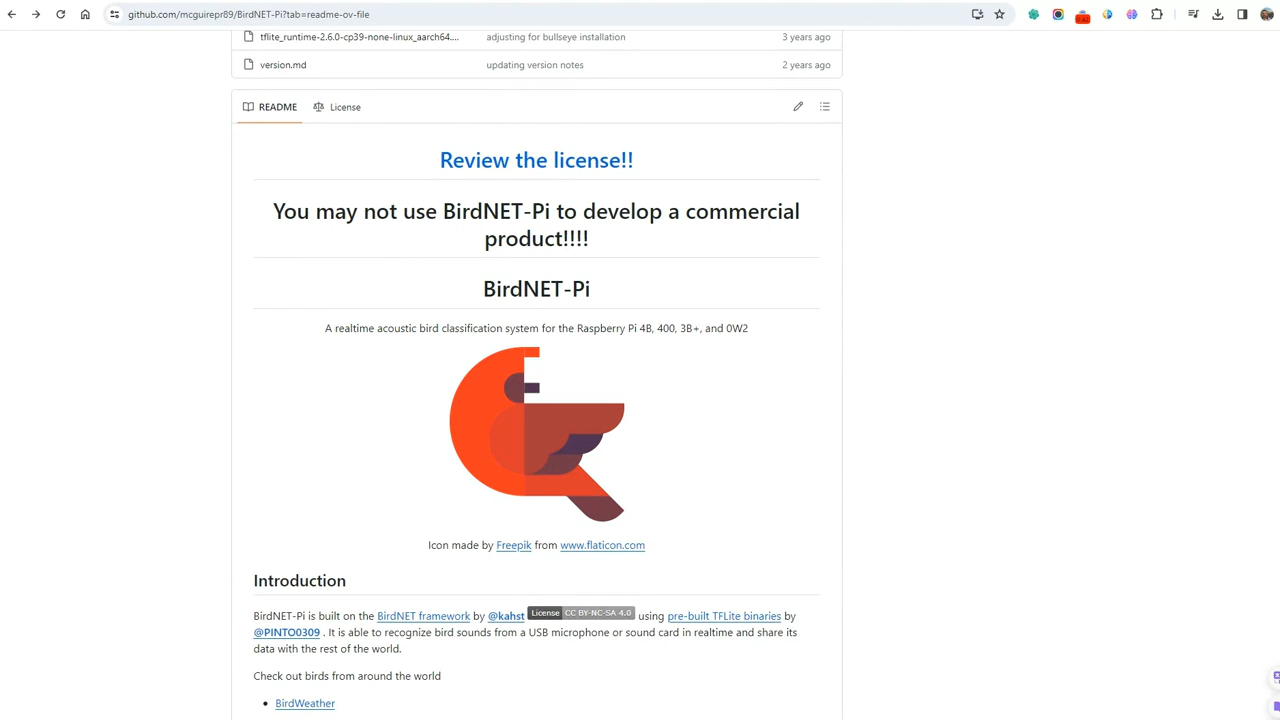 github.com/mcguirepr89/BirdNET-Pi?tab=readme-ov-file
0:42
tflite_runtime-2.6.0-cp39-none-linux_aarch64.... adjusting for bullseye installation 3 years ago
version.md updating version notes 2 years ago
README License
Review the license!!
You may not use BirdNET-Pi to develop a commercial
product!!!!
BirdNET-Pi
A realtime acoustic bird classification system for the Raspberry Pi 4B, 400, 3B+, and 0W2
Icon made by Freepik from www.flaticon.com
Introduction
BirdNET-Pi is built on the BirdNET framework by @kahst License CC BY-NC-SA 4.0 using pre-built TFLite binaries by
@PINTO0309 . It is able to recognize bird sounds from a USB microphone or sound card in realtime and share its
data with the rest of the world.
Check out birds from around the world
• BirdWeather